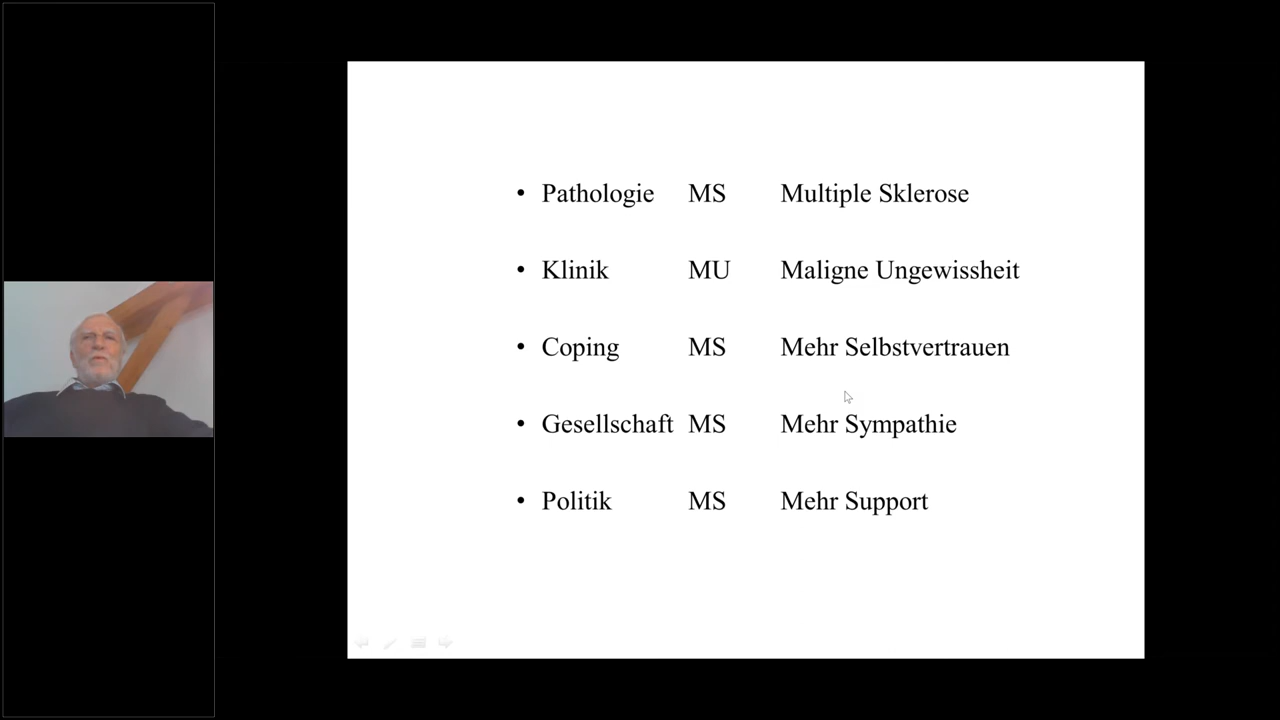 • Pathologie MS Multiple Sklerose
• Klinik MU Maligne Ungewissheit
• Coping MS Mehr Selbstvertrauen
• Gesellschaft MS Mehr Sympathie
• Politik MS Mehr Support